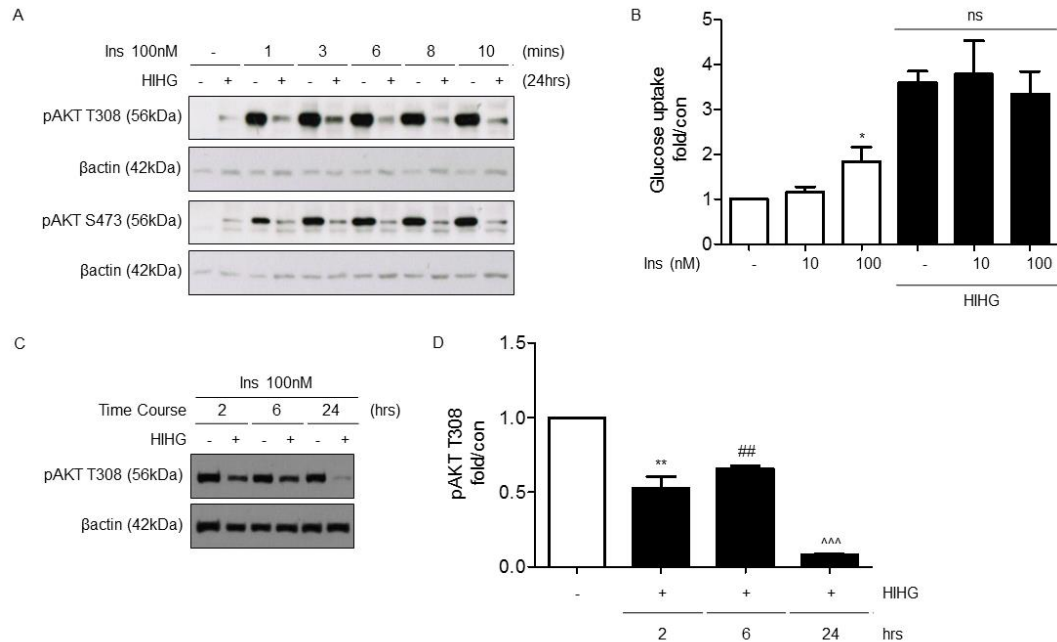 A
Ins 100nM - 1 3 6 8 10 (mins)
HIHG - + - + - + - + - + - + (24hrs)
pAKT T308 (56kDa)
βactin (42kDa)
pAKT S473 (56kDa)
βactin (42kDa)
B
ns
5
4
3
2
1
0
*
Glucose uptake
fold/con
Ins (nM) - 10 100 - 10 100
HIHG
C
Ins 100nM
Time Course 2 6 24 (hrs)
HIHG - + - + - +
pAKT T308 (56kDa)
βactin (42kDa)
D
1.5
1.0
0.5
0.0
pAKT T308
fold/con
** ## ^^^
- + + + HIHG
2 6 24 hrs